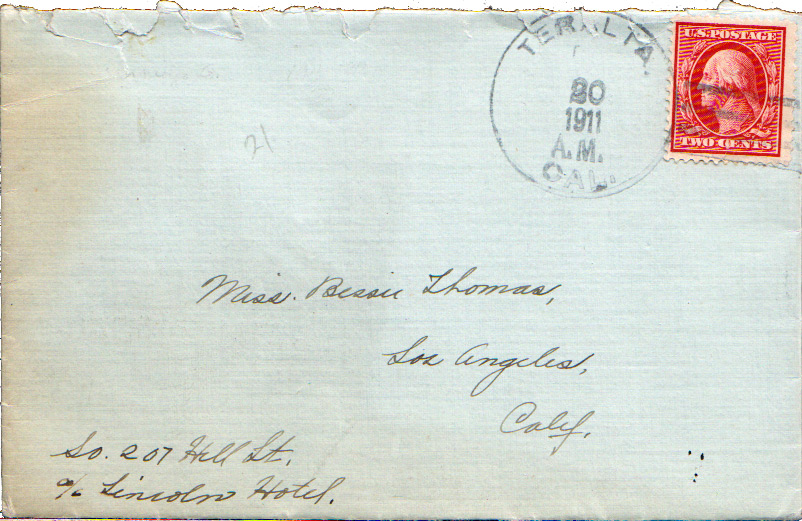 TERALTA.
20
1911
A.M.
CAL.
U.S. POSTAGE
TWO CENTS
21
Miss. Bessie Thomas,
Los Angeles,
Calif.
So. 207 Hill St.
c/o Lincoln Hotel.